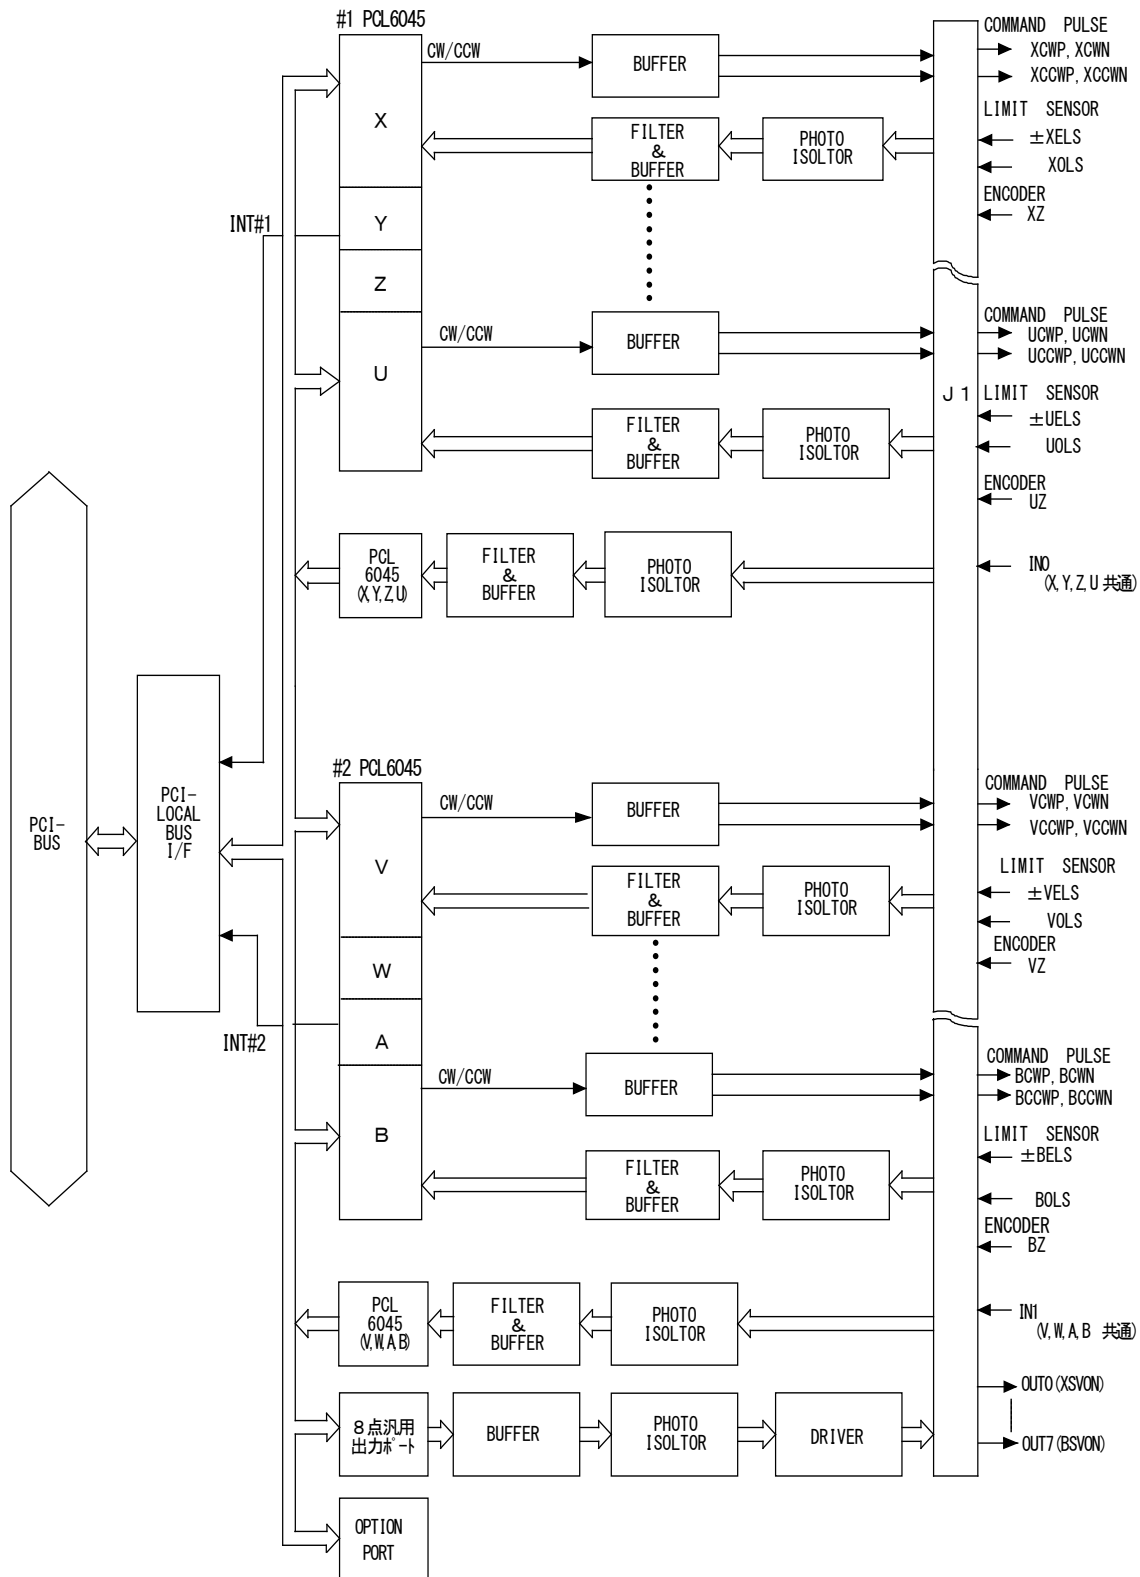 #1 PCL6045
COMMAND PULSE
CW/CCW
BUFFER
XCWP, XCWN
XCCWP, XCCWN
X
LIMIT SENSOR
FILTER
&
BUFFER
PHOTO
ISOLTOR
±XELS
XOLS
ENCODER
XZ
INT#1
Y
Z
COMMAND PULSE
CW/CCW
BUFFER
UCWP, UCWN
UCCWP, UCCWN
U
J1
LIMIT SENSOR
FILTER
&
BUFFER
PHOTO
ISOLTOR
±UELS
UOLS
ENCODER
UZ
PCL
6045
(X,Y,Z,U)
FILTER
&
BUFFER
PHOTO
ISOLTOR
IN0
(X,Y,Z,U 共通)
#2 PCL6045
COMMAND PULSE
CW/CCW
BUFFER
VCWP, VCWN
VCCWP, VCCWN
PCI-
BUS
PCI-
LOCAL
BUS
I/F
V
LIMIT SENSOR
FILTER
&
BUFFER
PHOTO
ISOLTOR
±VELS
VOLS
ENCODER
VZ
W
INT#2
A
COMMAND PULSE
CW/CCW
BUFFER
BCWP, BCWN
BCCWP, BCCWN
B
LIMIT SENSOR
FILTER
&
BUFFER
PHOTO
ISOLTOR
±BELS
BOLS
ENCODER
BZ
PCL
6045
(V,W,A,B)
FILTER
&
BUFFER
PHOTO
ISOLTOR
IN1
(V,W,A,B 共通)
8点汎用
出力ポート
BUFFER
PHOTO
ISOLTOR
DRIVER
OUT0(XSVON)
OUT7(BSVON)
OPTION
PORT